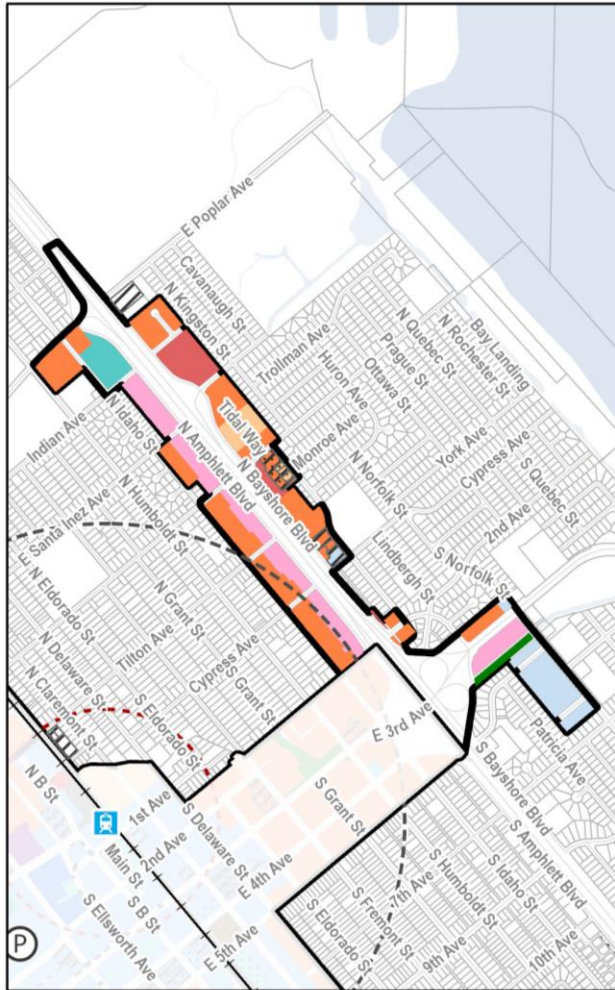 E Poplar Ave
Cavanaugh St
N Kingston St
Trollman Ave
Huron Ave
Ottawa St
Prague St
N Quebec St
N Rochester St
Bay Landing
Tidal Way
Monroe Ave
York Ave
Cypress Ave
S Quebec St
Indian Ave
N Idaho St
N Amphlett Blvd
N Bayshore Blvd
N Norfolk St
2nd Ave
Santa Inez Ave
N Humboldt St
Lindbergh St
S Norfolk St
E
N Eldorado St
N Grant St
Tilton Ave
Cypress Ave
S Grant St
N Delaware St
N Claremont St
S Eldorado St
E 3rd Ave
Patricia Ave
S Bayshore Blvd
N B St
1st Ave
2nd Ave
Main St
S B St
S Delaware St
E 4th Ave
S Grant St
S Amphlett Blvd
S Idaho St
S Humboldt St
7th Ave
S Fremont St
S Eldorado St
S Ellsworth Ave
E 5th Ave
9th Ave
10th Ave
P